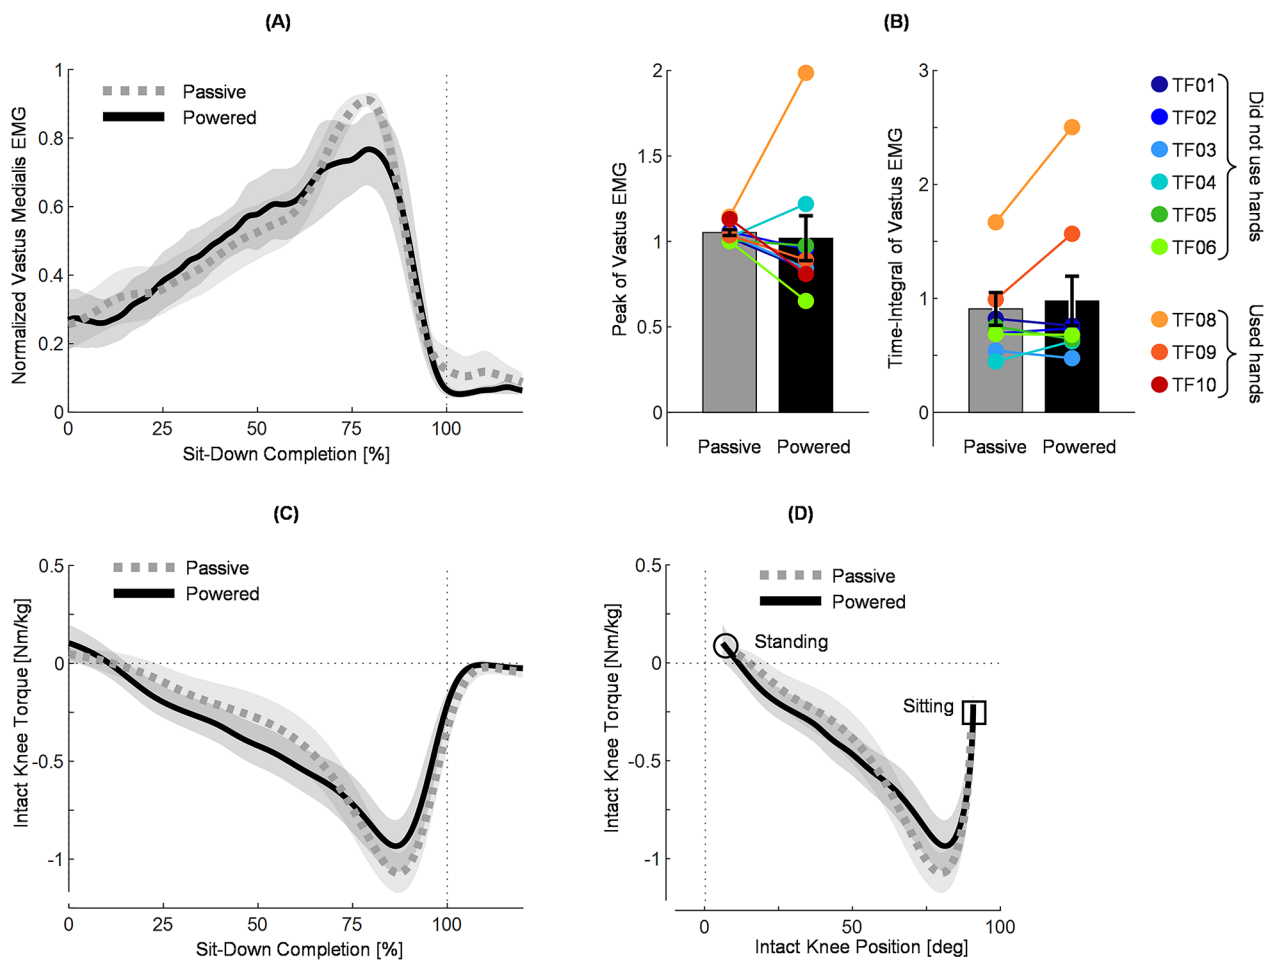 (A)
Normalized Vastus Medialis EMG
1
0.8
0.6
0.4
0.2
0
Passive
Powered
0
25
50
75
100
Sit-Down Completion [%]
(B)
Peak of Vastus EMG
2
1.5
1
0.5
0
Passive
Powered
Time-Integral of Vastus EMG
3
2
1
0
Passive
Powered
TF01
TF02
TF03
TF04
TF05
TF06
Did not use hands
TF08
TF09
TF10
Used hands
(C)
Intact Knee Torque [Nm/kg]
0.5
0
-0.5
-1
Passive
Powered
0
25
50
75
100
Sit-Down Completion [%]
(D)
Intact Knee Torque [Nm/kg]
0.5
0
-0.5
-1
Passive
Powered
Standing
Sitting
0
50
100
Intact Knee Position [deg]